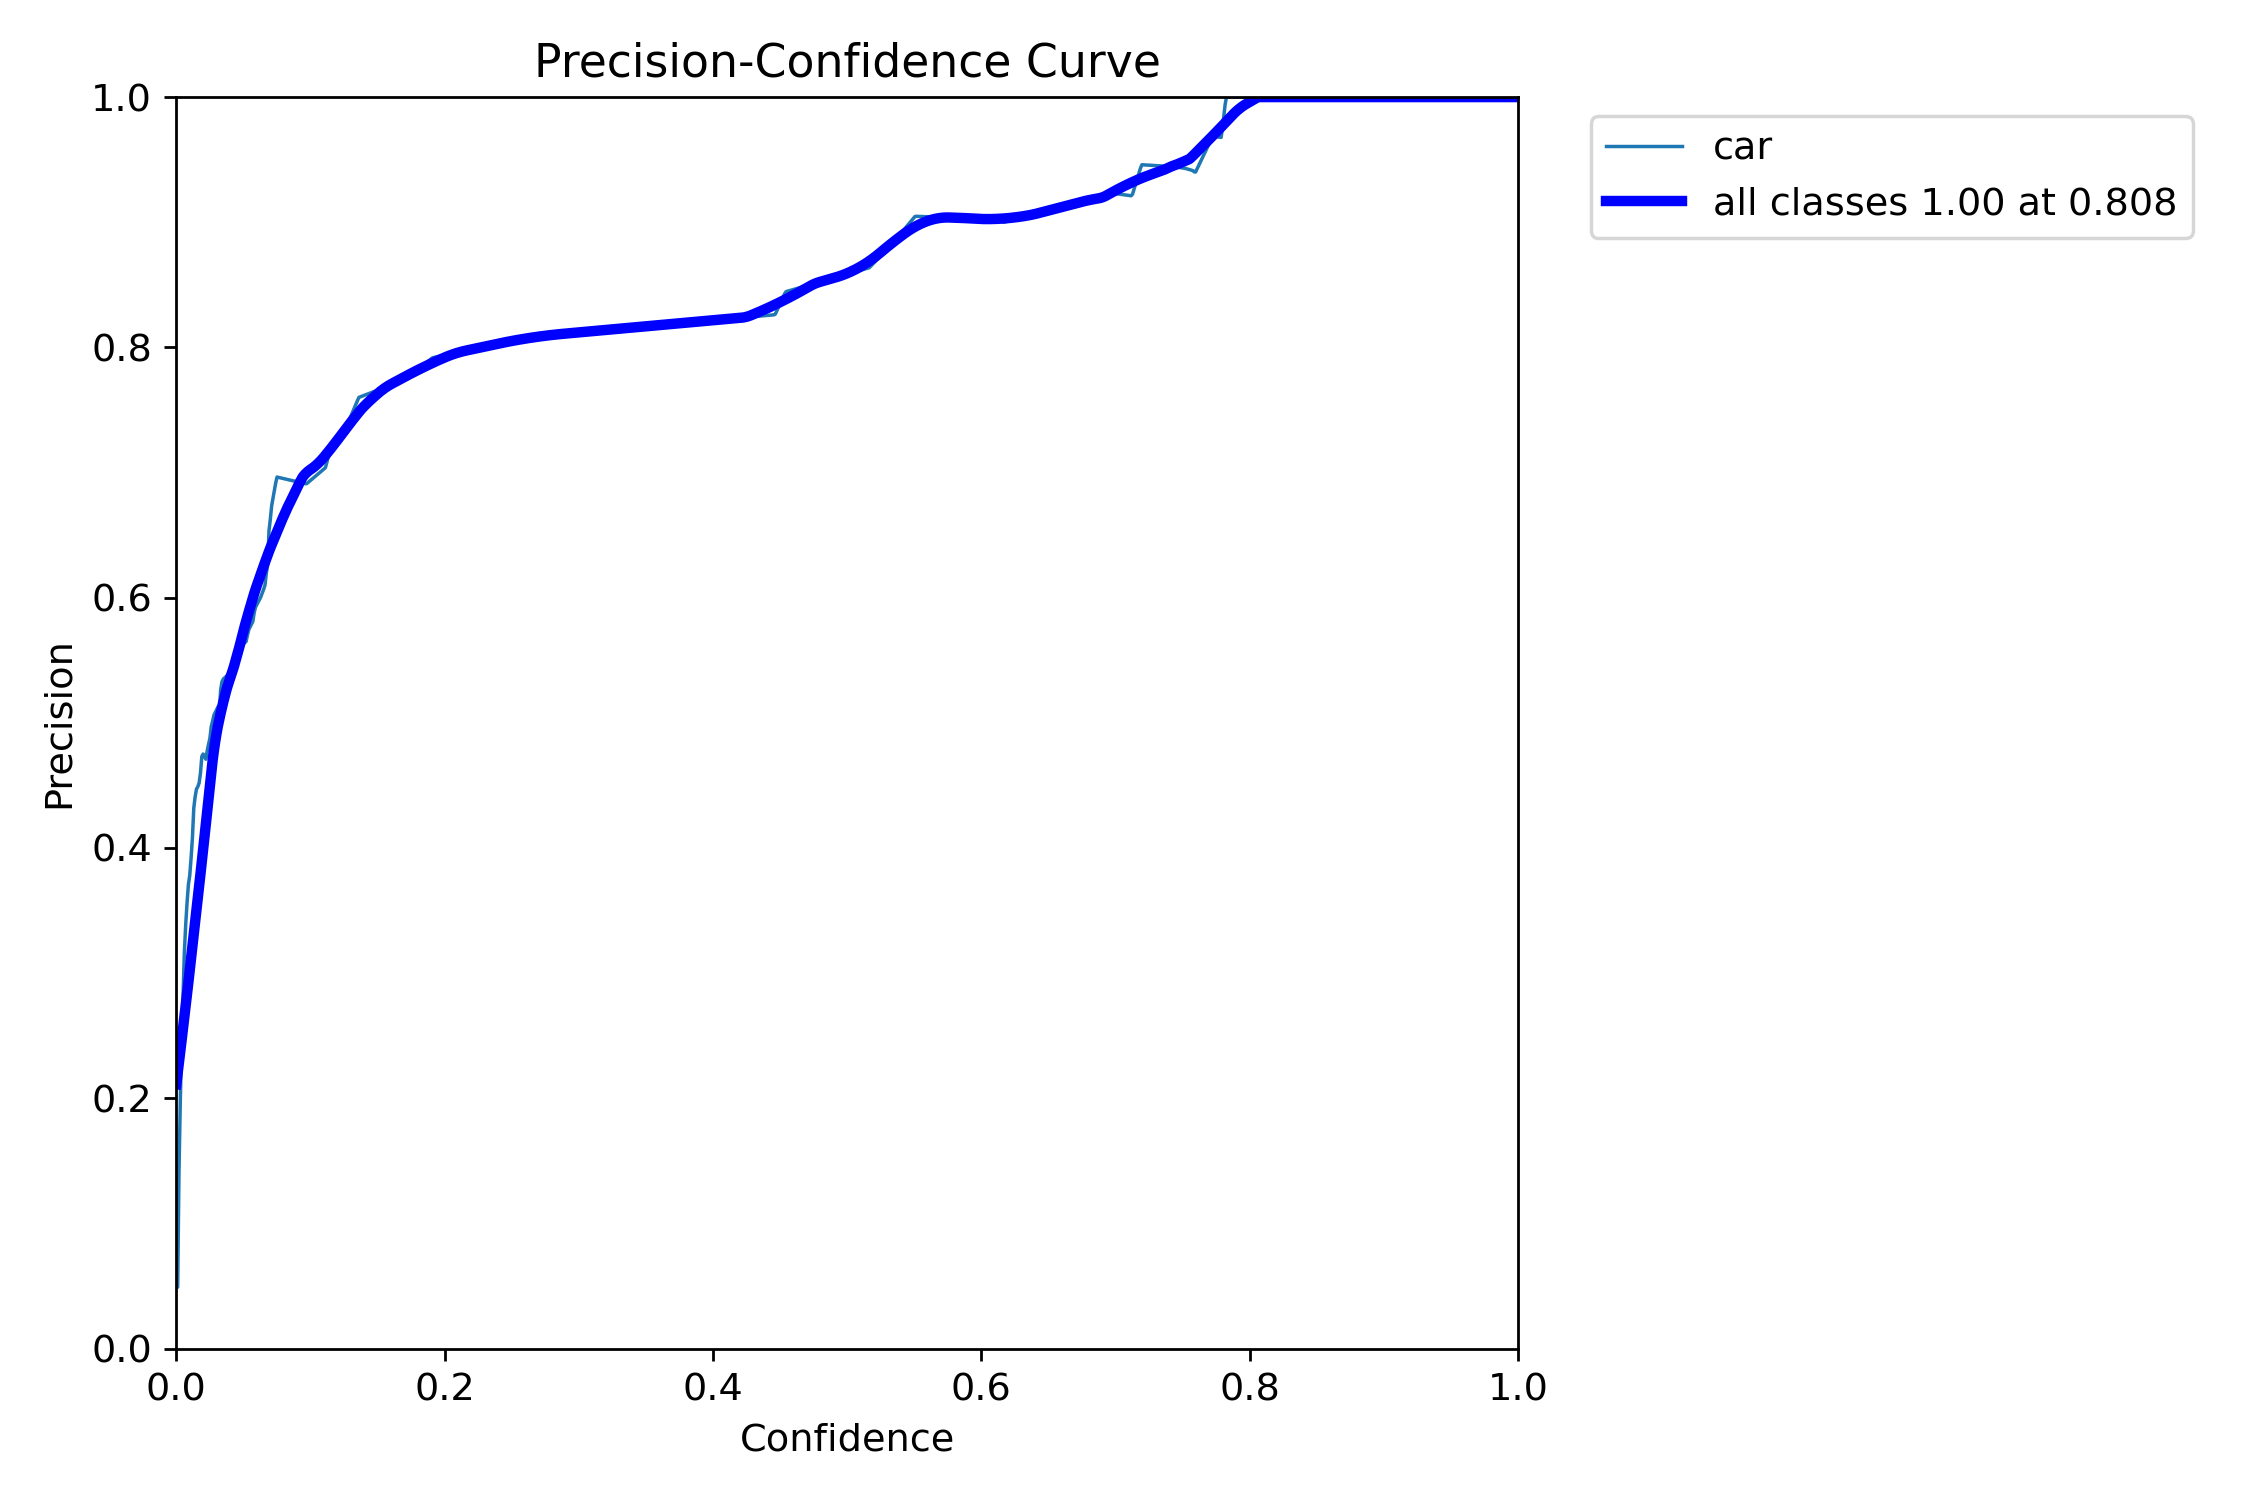 Precision-Confidence Curve
1.0
0.8
0.6
0.4
0.2
0.0
Precision
0.0 0.2 0.4 0.6 0.8 1.0
Confidence
car
all classes 1.00 at 0.808